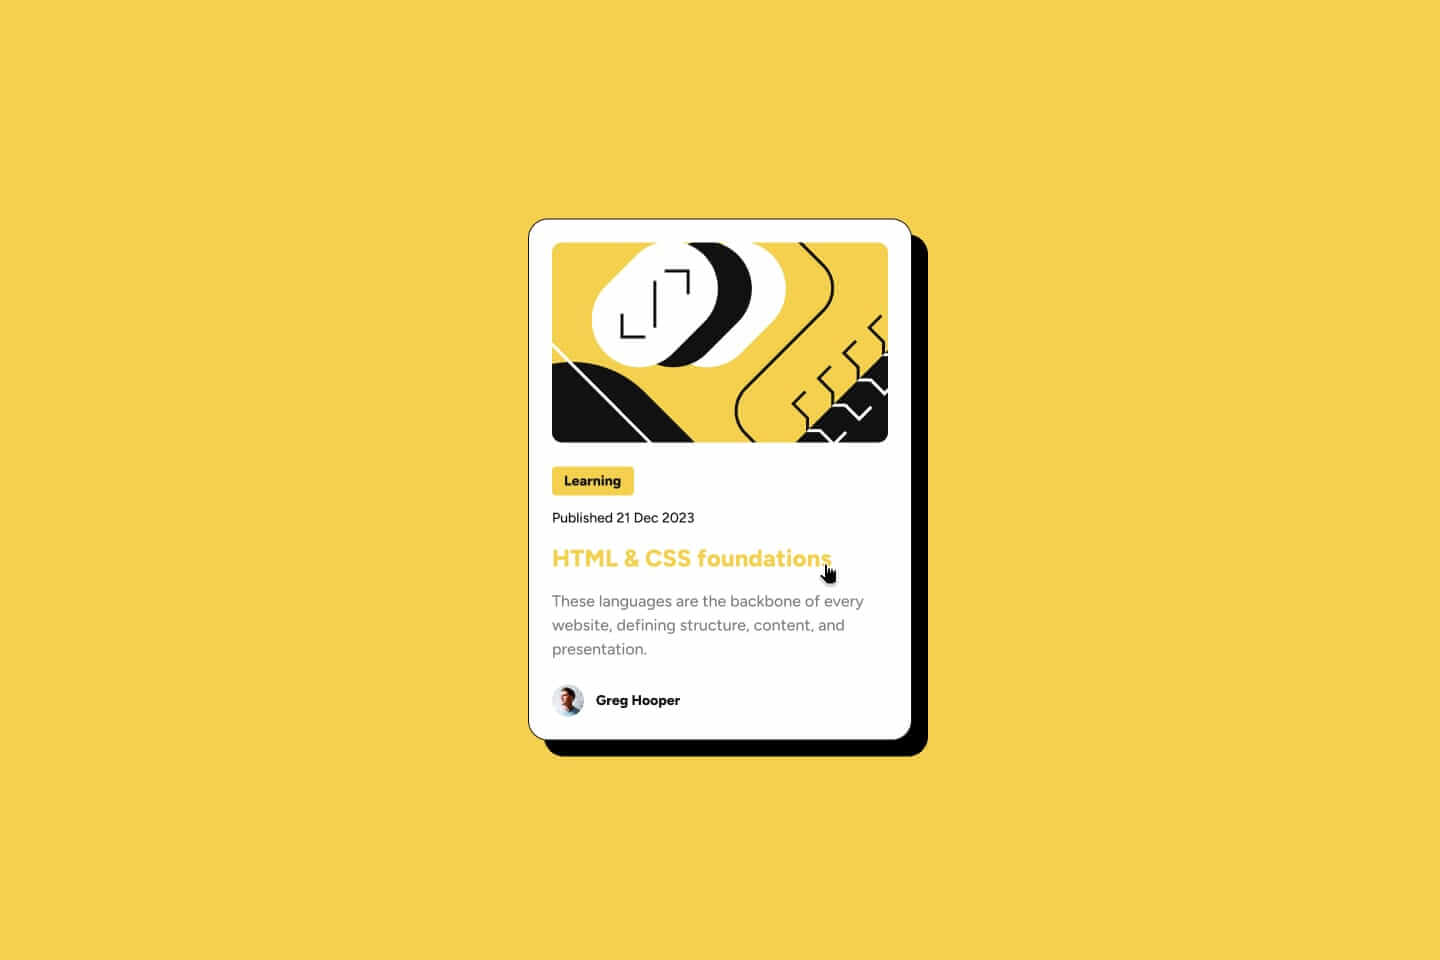 Learning
Published 21 Dec 2023
HTML & CSS foundations
These languages are the backbone of every
website, defining structure, content, and
presentation.
Greg Hooper